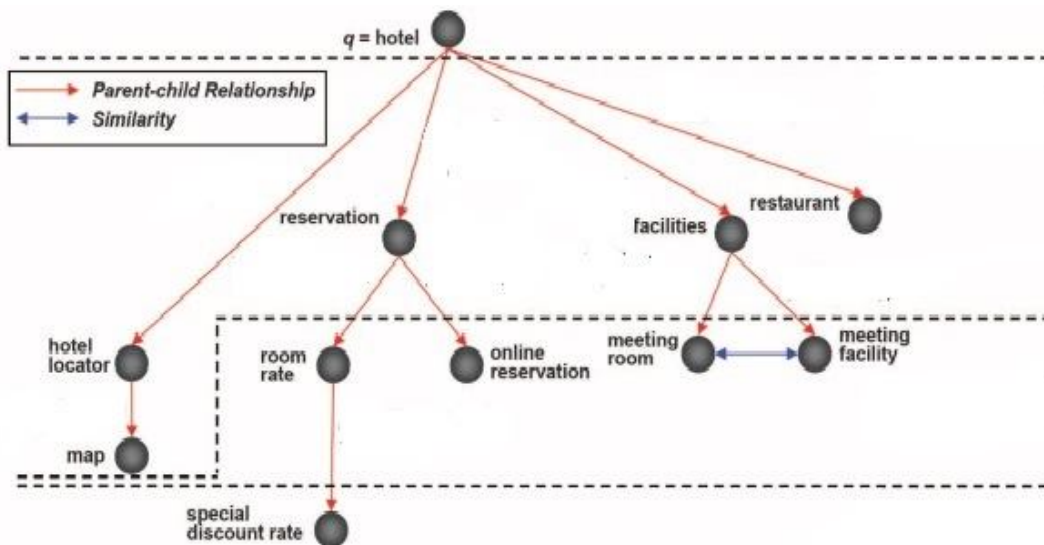 q = hotel
Parent-child Relationship
Similarity
reservation
facilities
restaurant
hotel
locator
room
rate
online
reservation
meeting
room
meeting
facility
map
special
discount rate